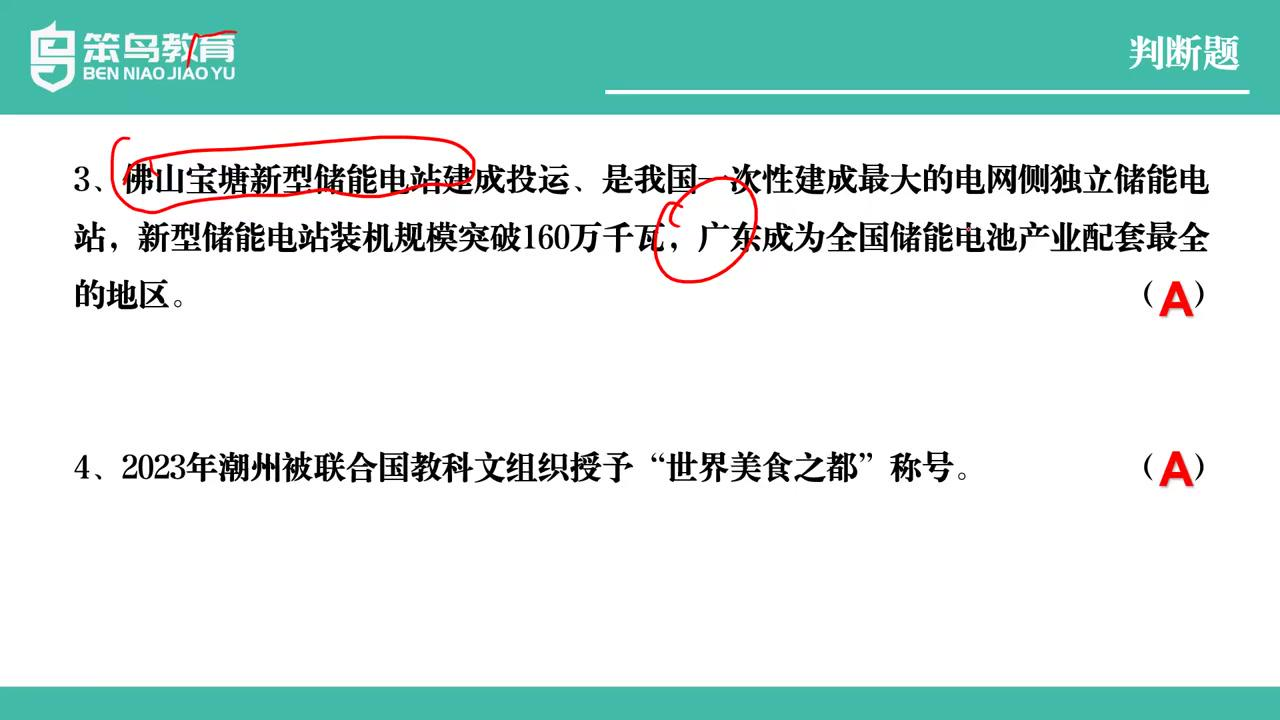 笨鸟教育
BEN NIAO JIAO YU
判断题
3、佛山宝塘新型储能电站建成投运、是我国一次性建成最大的电网侧独立储能电
站，新型储能电站装机规模突破160万千瓦，广东成为全国储能电池产业配套最全
的地区。 （A）
4、2023年潮州被联合国教科文组织授予“世界美食之都”称号。 （A）